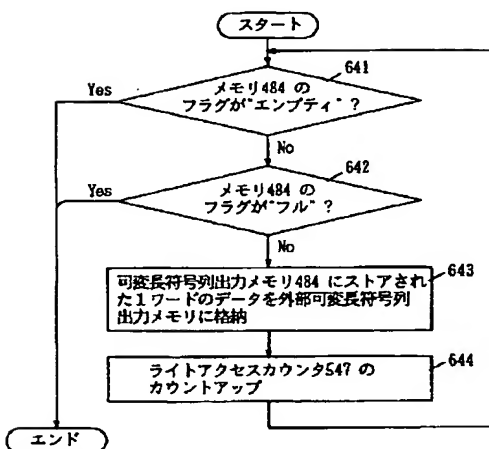 スタート
641
メモリ484 の
フラグが"エンプティ"?
Yes
No
642
メモリ484 の
フラグが"フル"?
Yes
No
643
可変長符号列出力メモリ484 にストアされ
た1ワードのデータを外部可変長符号列
出力メモリに格納
644
ライトアクセスカウンタ547 の
カウントアップ
エンド